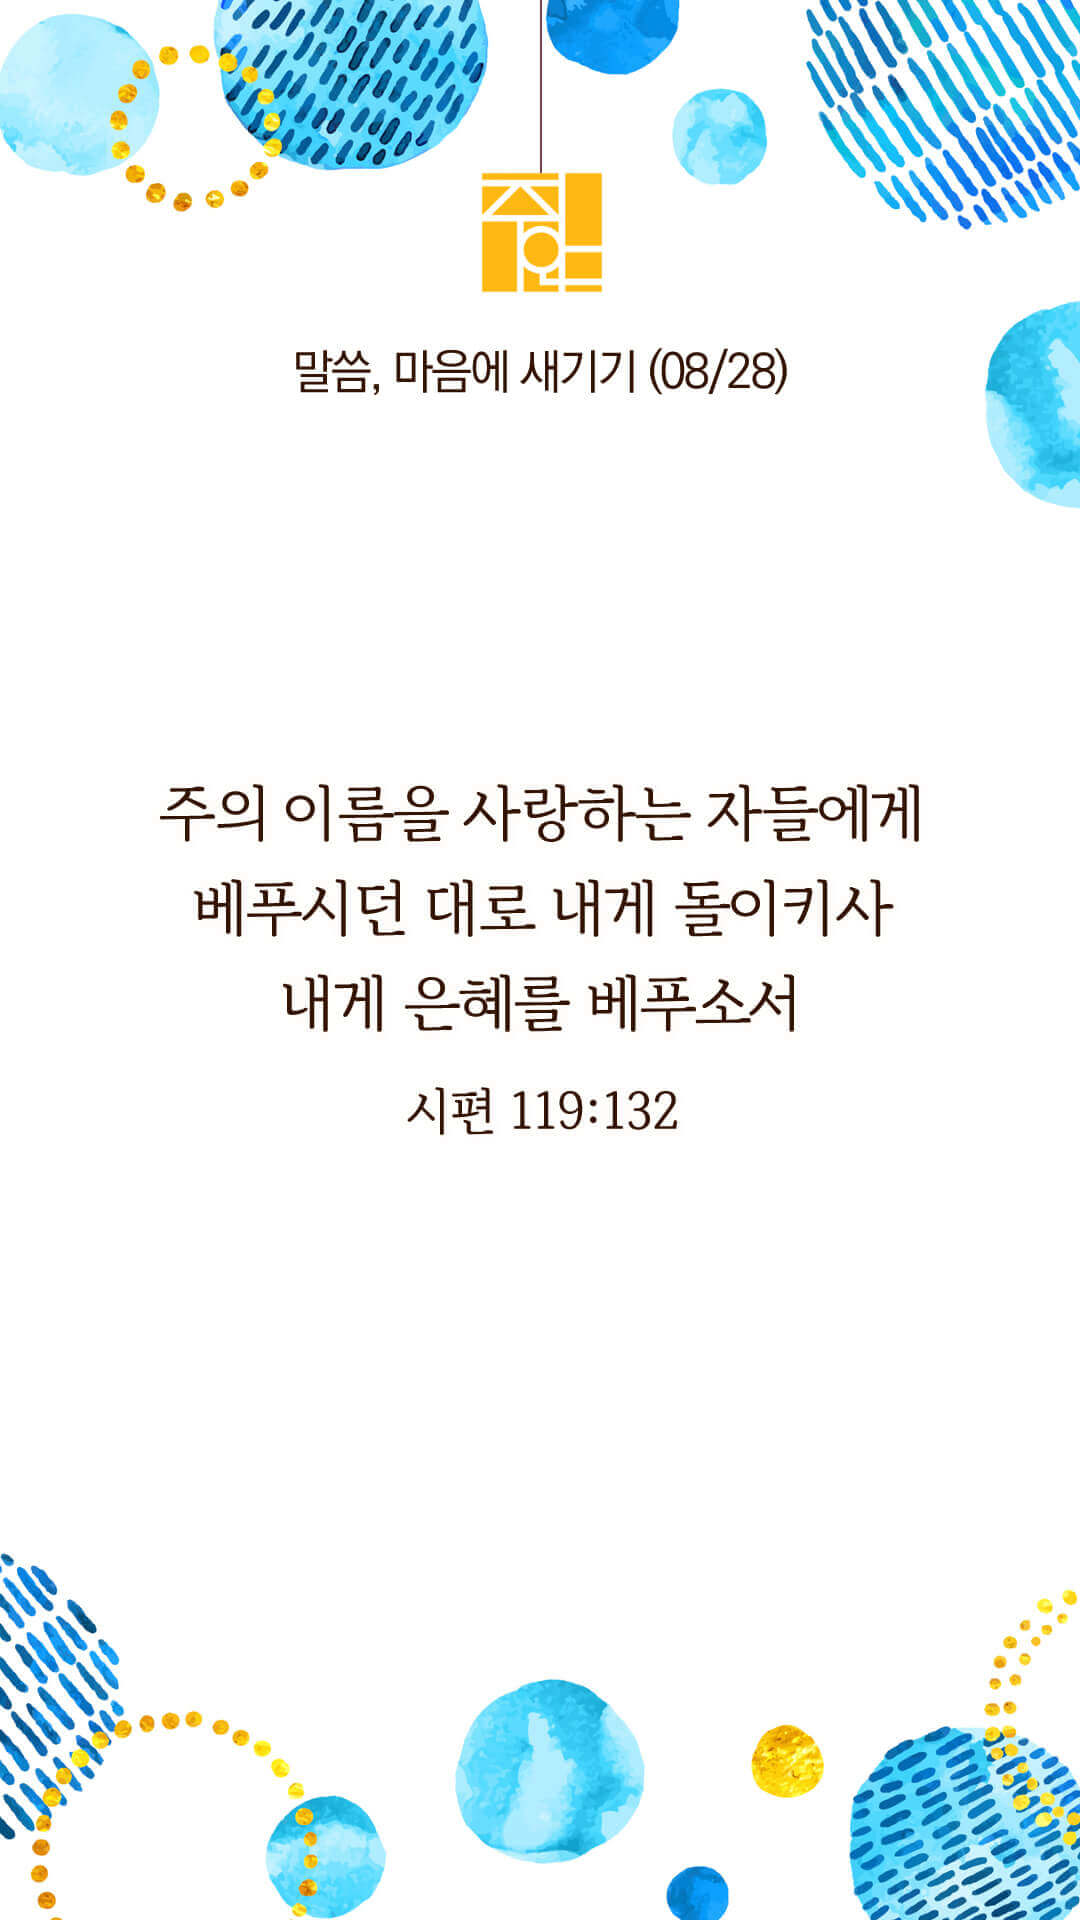 주인
말씀, 마음에 새기기 (08/28)
주의 이름을 사랑하는 자들에게
베푸시던 대로 내게 돌이키사
내게 은혜를 베푸소서
시편 119:132